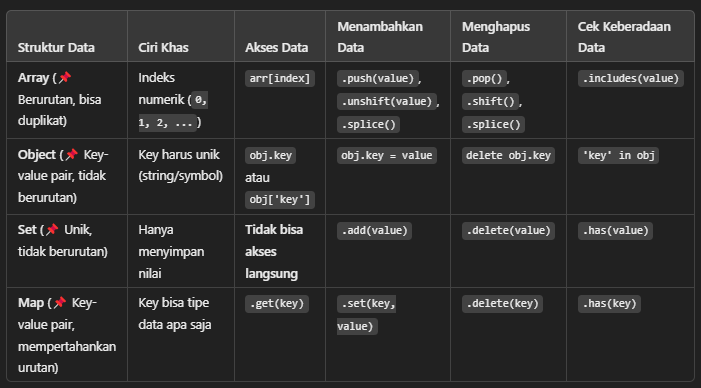 Struktur Data | Ciri Khas | Akses Data | Menambahkan Data | Menghapus Data | Cek Keberadaan Data
Array (📌 Berurutan, bisa duplikat) | Indeks numerik (0, 1, 2, ...) | arr[index] | .push(value), .unshift(value), .splice() | .pop(), .shift(), .splice() | .includes(value)
Object (📌 Key-value pair, tidak berurutan) | Key harus unik (string/symbol) | obj.key atau obj['key'] | obj.key = value | delete obj.key | 'key' in obj
Set (📌 Unik, tidak berurutan) | Hanya menyimpan nilai | Tidak bisa akses langsung | .add(value) | .delete(value) | .has(value)
Map (📌 Key-value pair, mempertahankan urutan) | Key bisa tipe data apa saja | .get(key) | .set(key, value) | .delete(key) | .has(key)